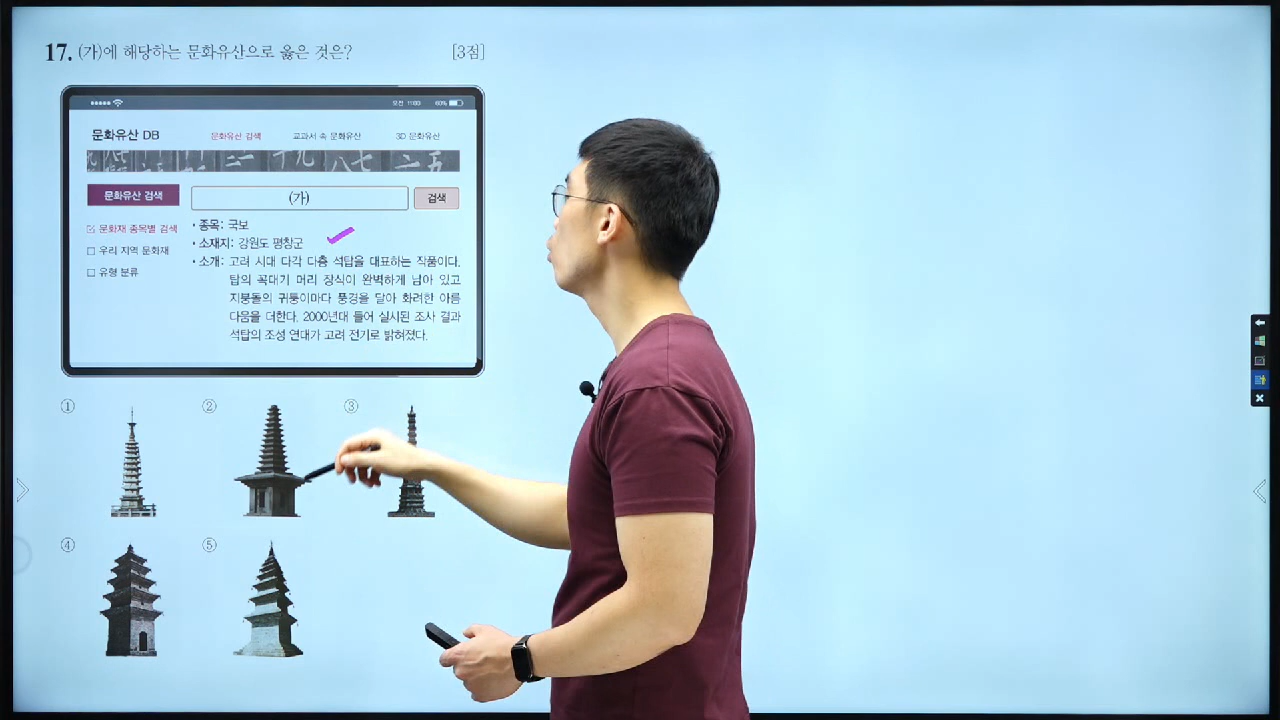 17. (가)에 해당하는 문화유산으로 옳은 것은? [3점]
오전 11:00 60%
문화유산 DB 문화유산 검색 교과서 속 문화유산 3D 문화유산
문화유산 검색 (가) 검색
☑ 문화재 종목별 검색
□ 우리 지역 문화재
□ 유형 분류
• 종목: 국보
• 소재지: 강원도 평창군
• 소개: 고려 시대 다각 다층 석탑을 대표하는 작품이다.
탑의 꼭대기 머리 장식이 완벽하게 남아 있고
지붕돌의 귀퉁이마다 풍경을 달아 화려한 아름
다움을 더한다. 2000년대 들어 실시된 조사 결과
석탑의 조성 연대가 고려 전기로 밝혀졌다.
① ② ③
④ ⑤